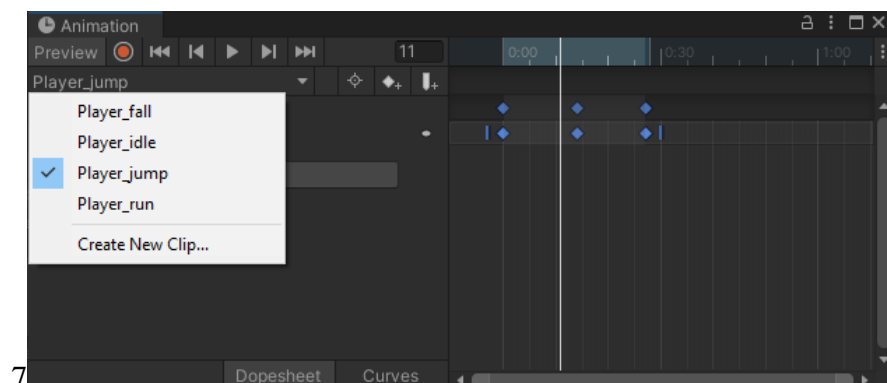 Animation
Preview 11 0:00 0:30 1:00
Player_jump
Player_fall
Player_idle
Player_jump
Player_run
Create New Clip...
7 Dopesheet Curves